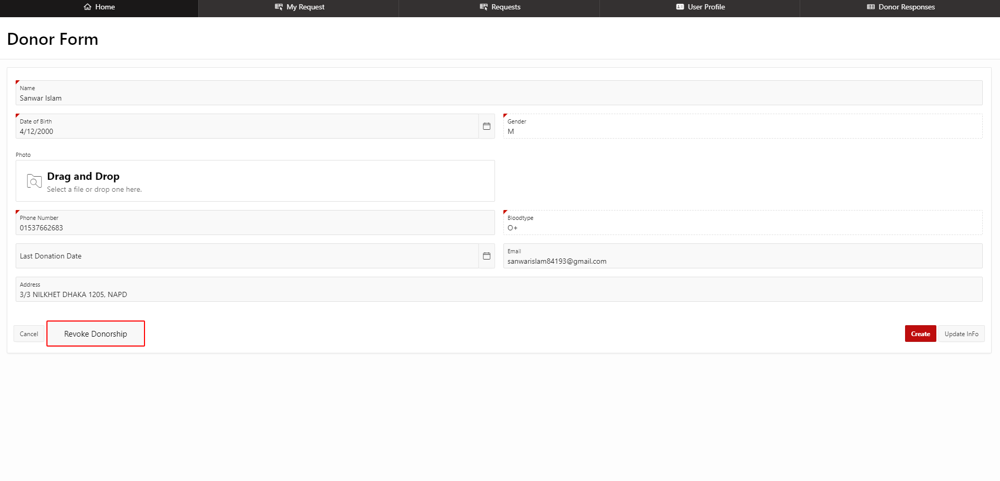 Home
My Request
Requests
User Profile
Donor Responses
Donor Form
Name
Sanwar Islam
Date of Birth
4/12/2000
Gender
M
Photo
Drag and Drop
Select a file or drop one here.
Phone Number
01537662683
Bloodtype
O+
Last Donation Date
Email
sanwarislam84193@gmail.com
Address
3/3 NILKHET DHAKA 1205, NAPD
Cancel
Revoke Donorship
Create
Update InFo